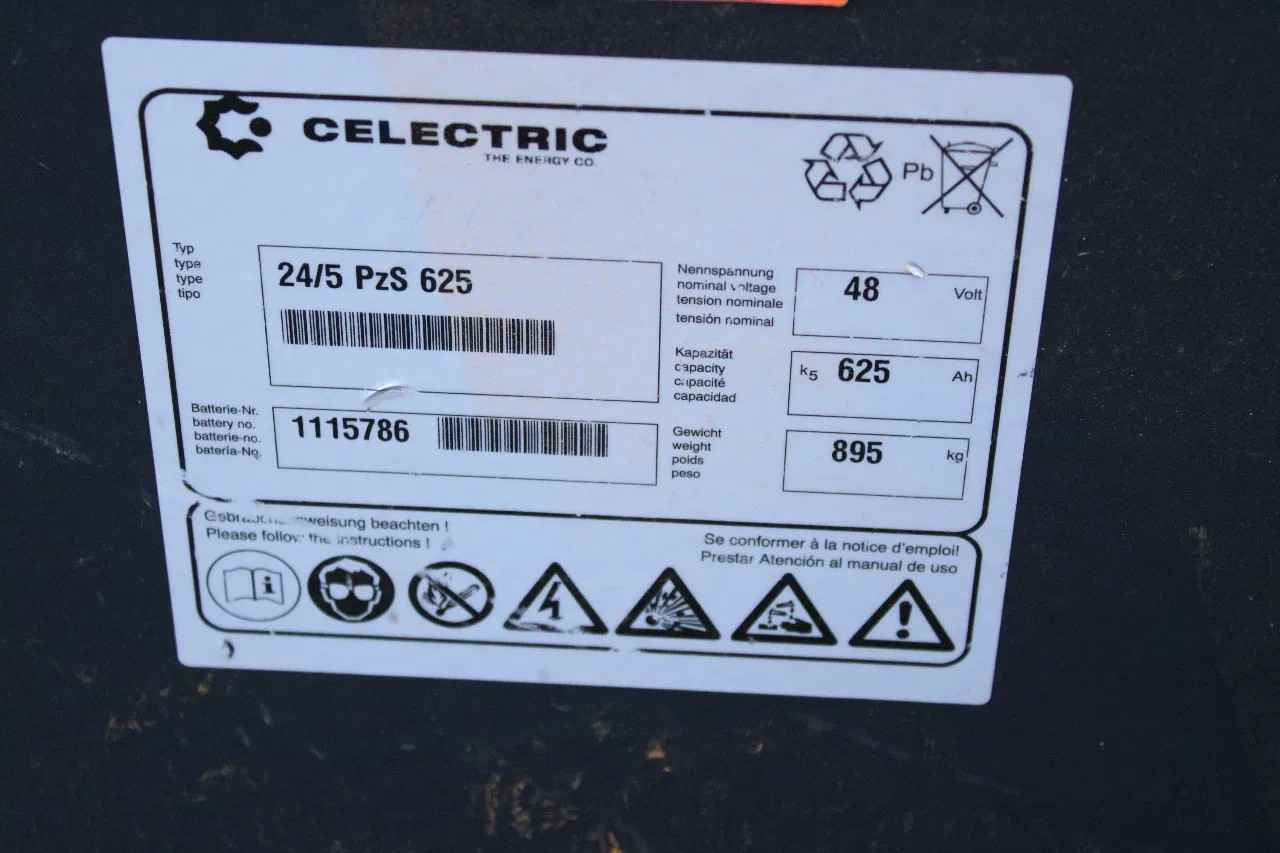 CELECTRIC
THE ENERGY CO.
Pb
Typ
type
type
tipo
24/5 PzS 625
Nennspannung
nominal voltage
tension nominale
tensión nominal
48 Volt
Kapazität
capacity
capacité
capacidad
k5 625 Ah
Batterie-Nr.
battery no.
batterie-no.
bateria-No.
1115786
Gewicht
weight
poids
peso
895 kg
beachten !
Please follow the instructions !
Se conformer à la notice d'emploi!
Prestar Atención al manual de uso